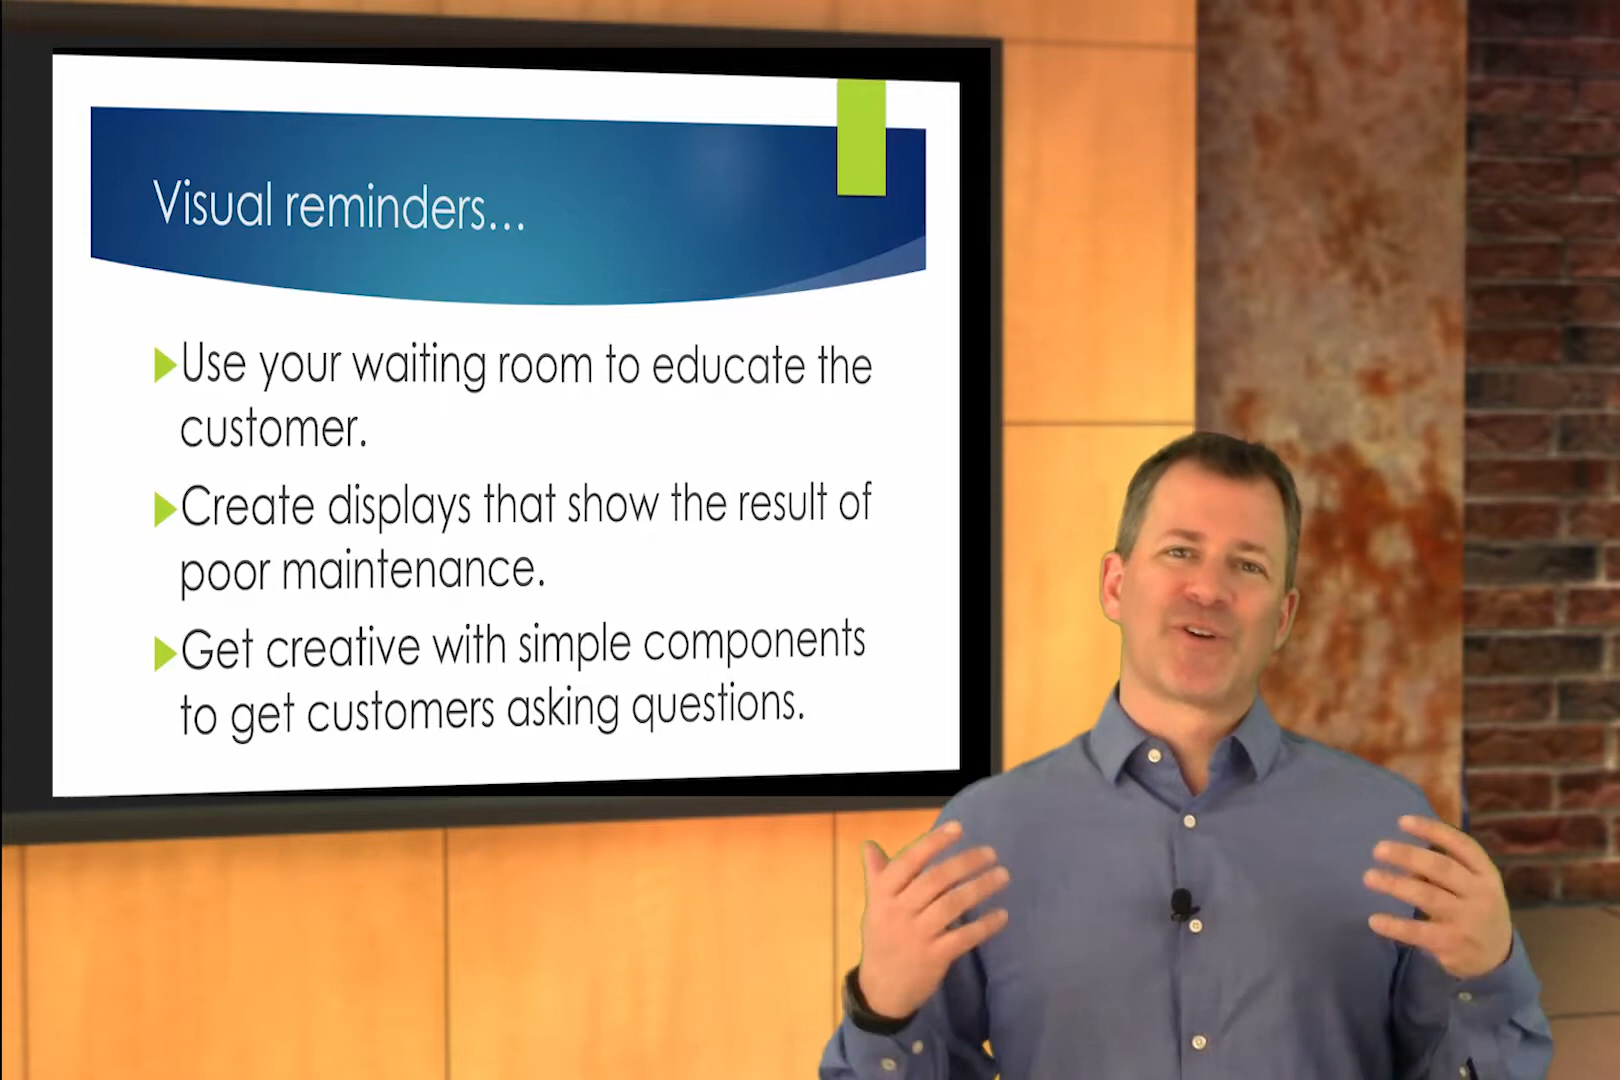 Visual reminders...
Use your waiting room to educate the
customer.
Create displays that show the result of
poor maintenance.
Get creative with simple components
to get customers asking questions.